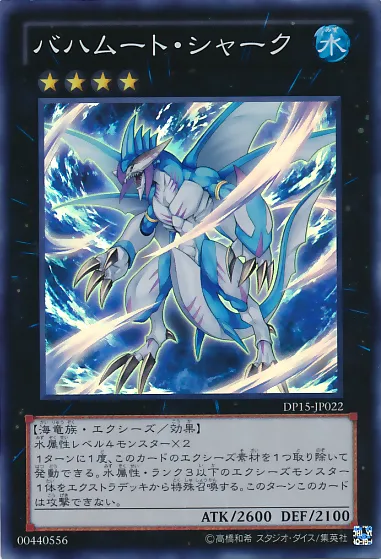 バハムート・シャーク
水
DP15-JP022
【海竜族・エクシーズ/効果】
水属性レベル4モンスター×2
1ターンに1度、このカードのエクシーズ素材を1つ取り除いて
発動できる。水属性・ランク3以下のエクシーズモンスター
1体をエクストラデッキから特殊召喚する。このターンこのカードは
攻撃できない。
ATK/2600 DEF/2100
00440556
©高橋和希 スタジオ・ダイス/集英社